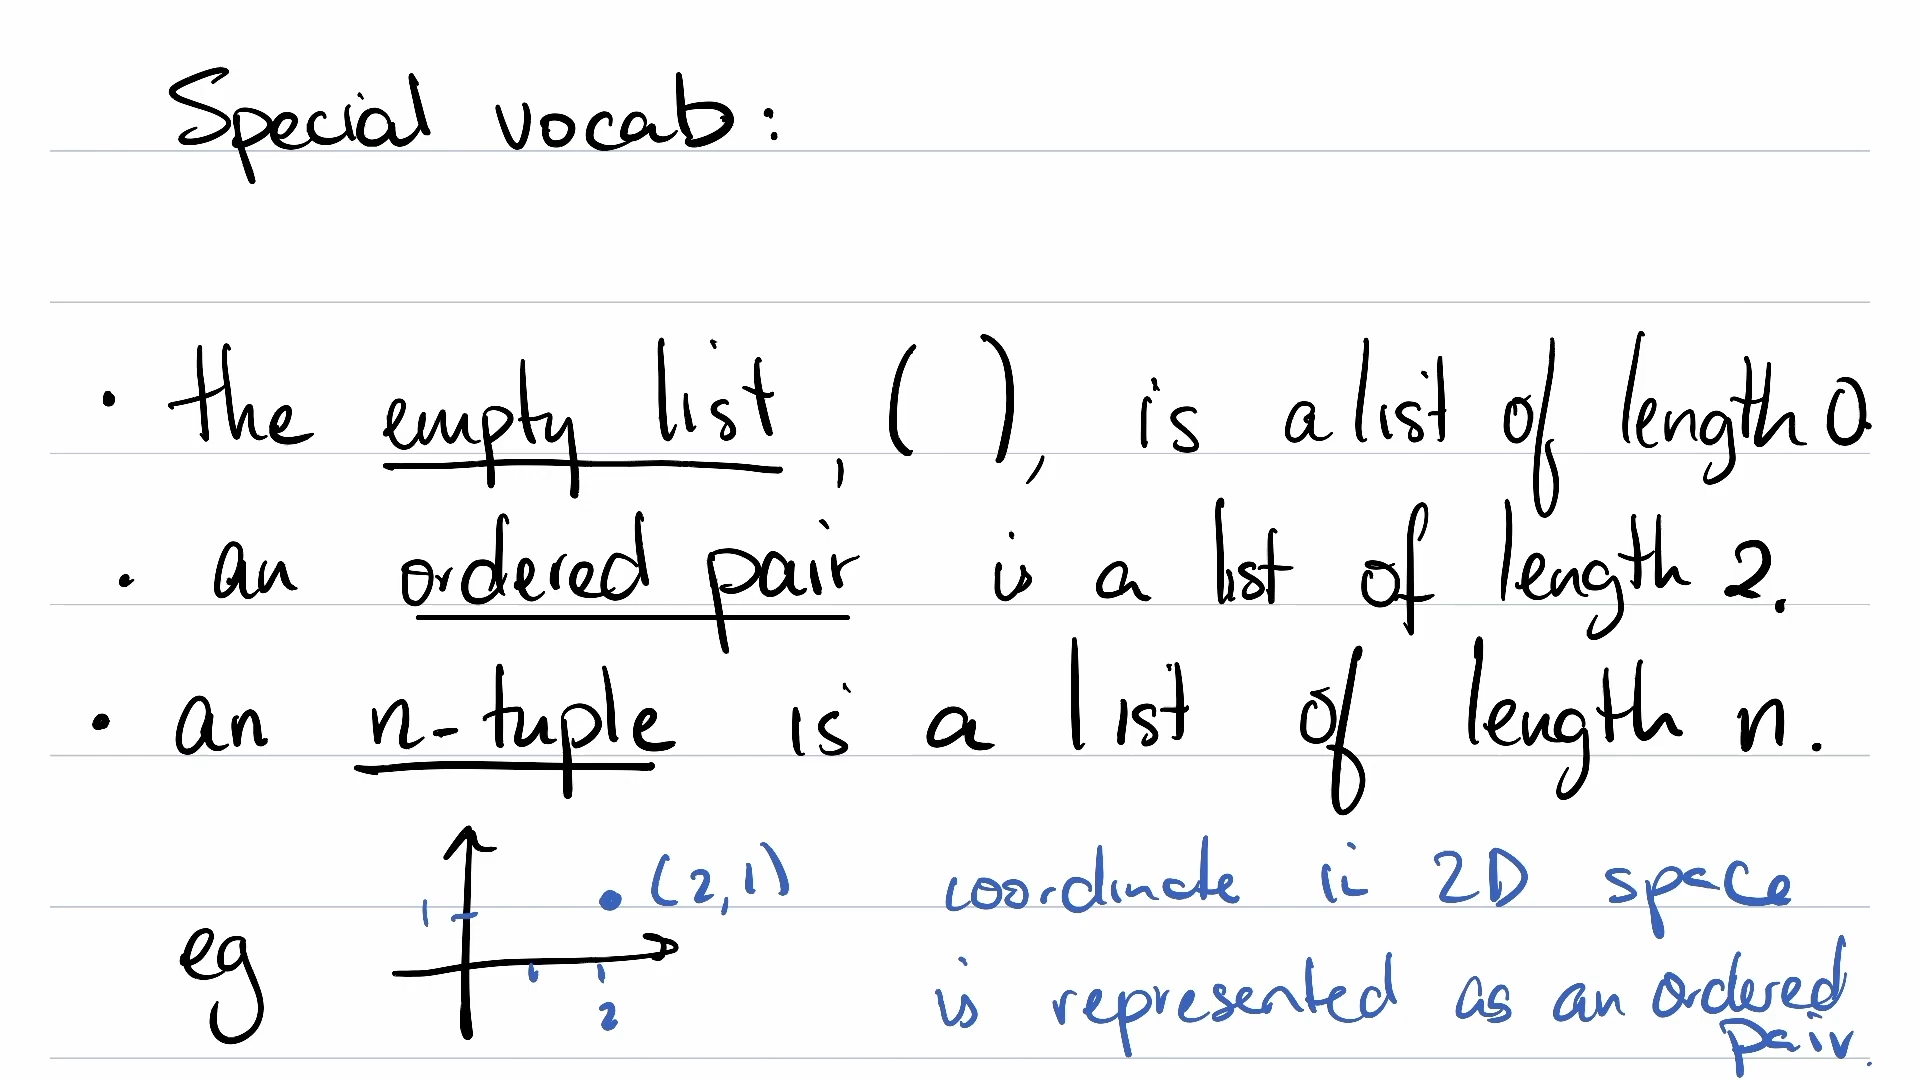 Special vocab:
• the empty list, ( ), is a list of length 0.
• an ordered pair is a list of length 2.
• an n-tuple is a list of length n.
(2,1)
1
2
eg
coordinate in 2D space
is represented as an ordered
pair.